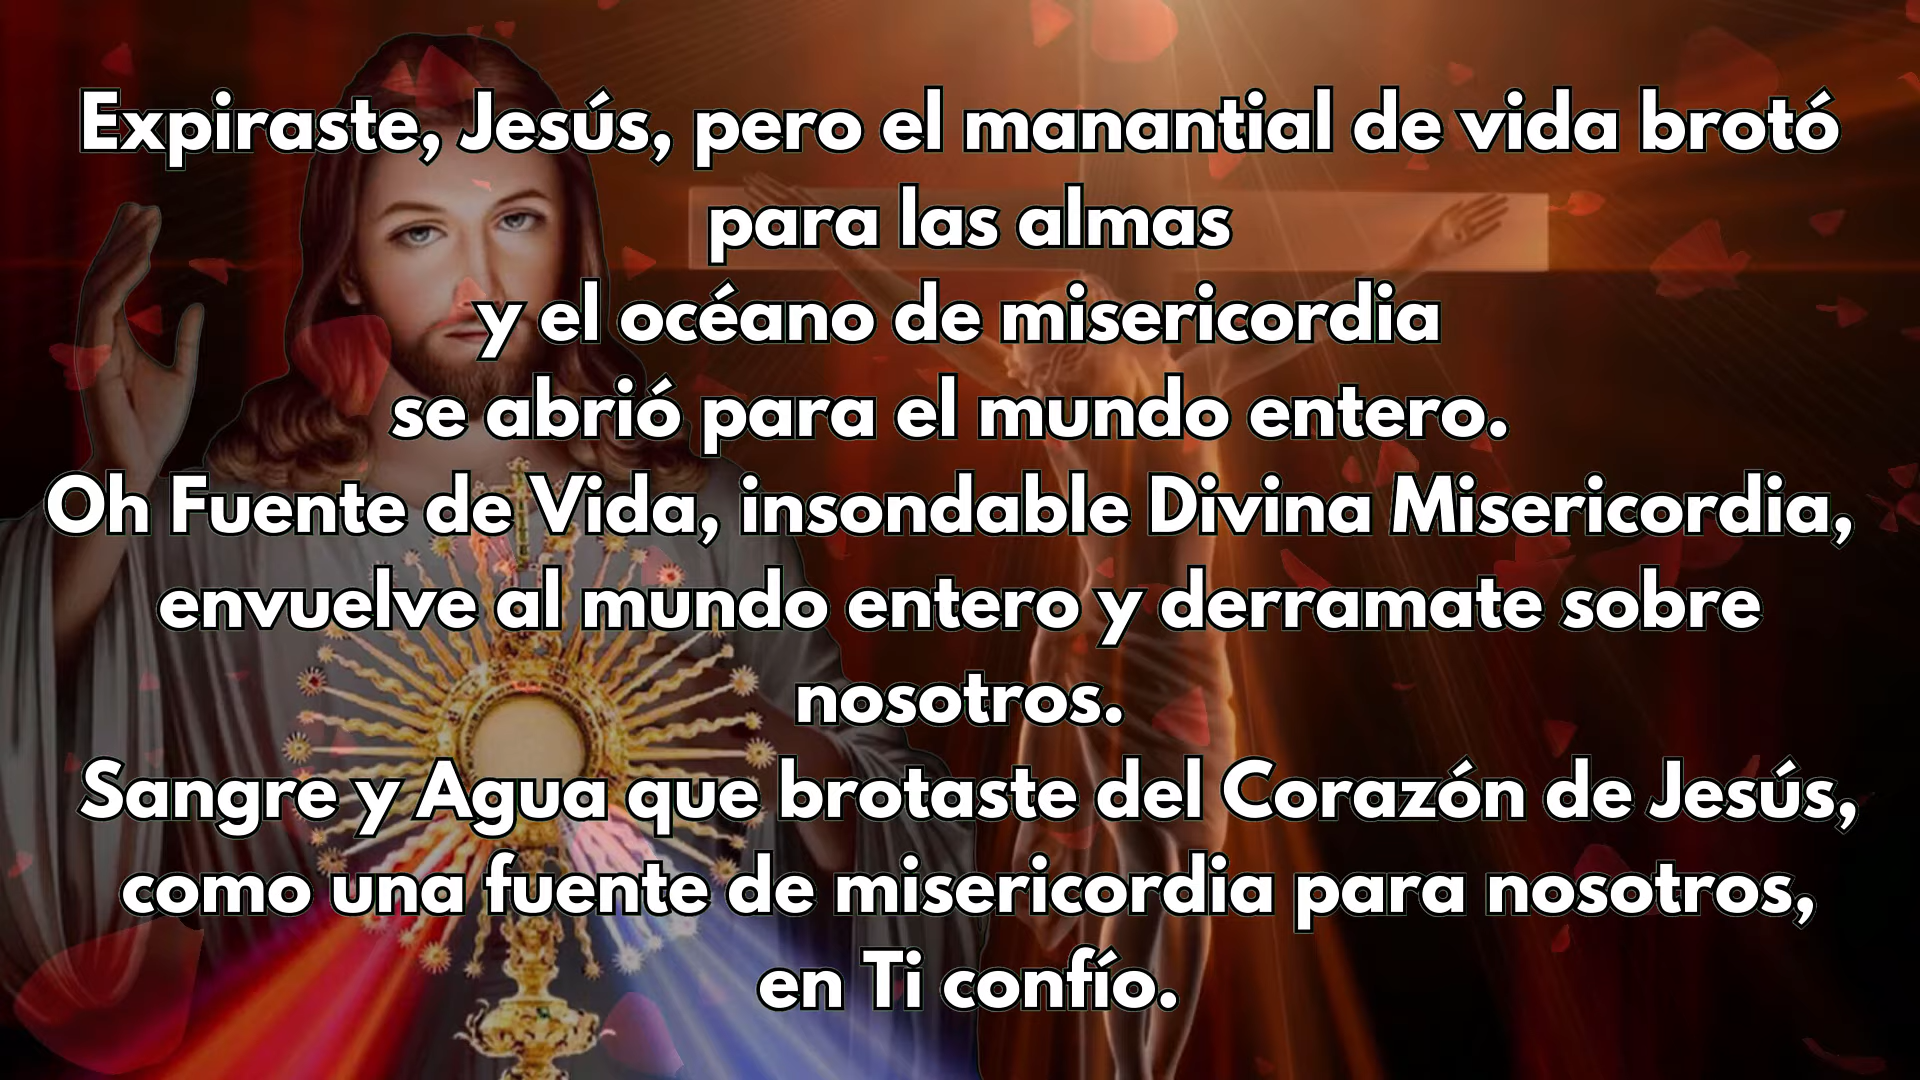 Expiraste, Jesús, pero el manantial de vida brotó
para las almas
y el océano de misericordia
se abrió para el mundo entero.
Oh Fuente de Vida, insondable Divina Misericordia,
envuelve al mundo entero y derramate sobre
nosotros.
Sangre y Agua que brotaste del Corazón de Jesús,
como una fuente de misericordia para nosotros,
en Ti confío.